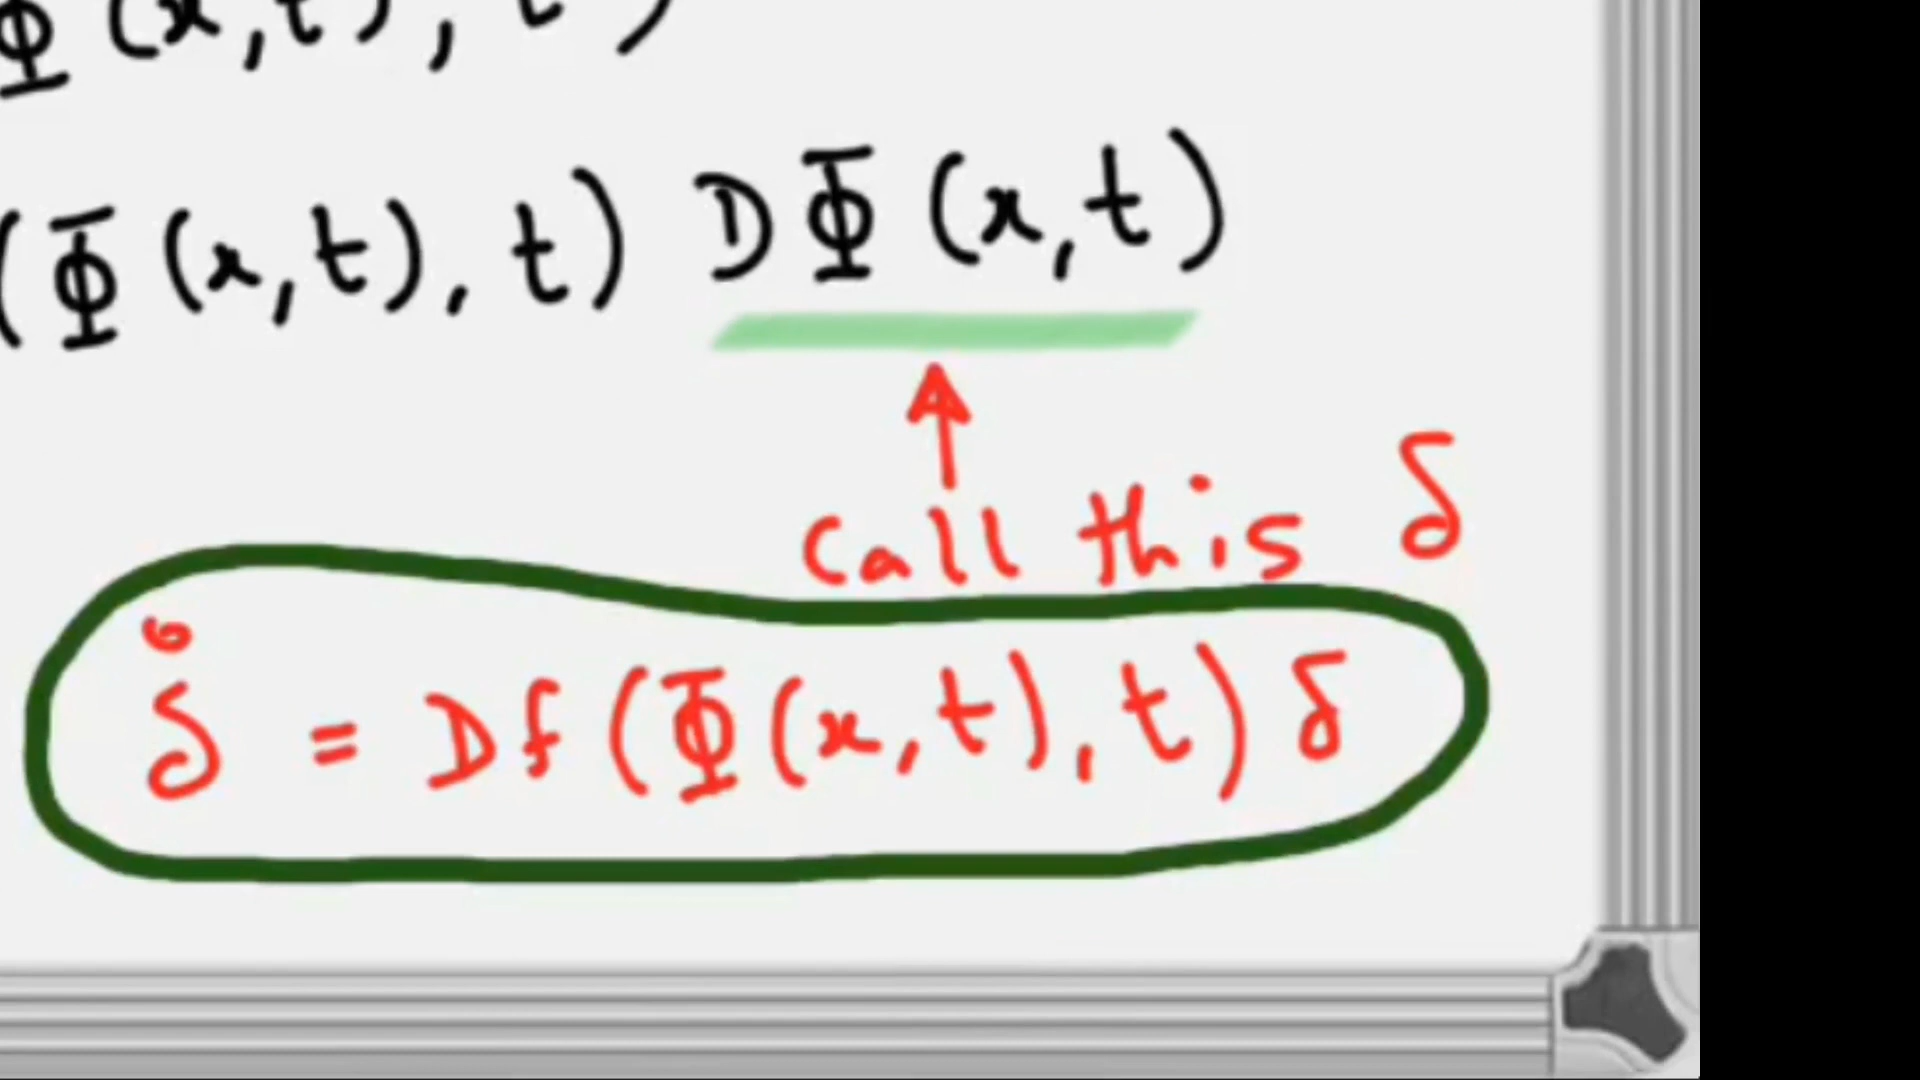 Φ(x,t), t)
(Φ(x,t), t) DΦ(x,t)
call this δ
δ̇ = Df(Φ(x,t), t) δ